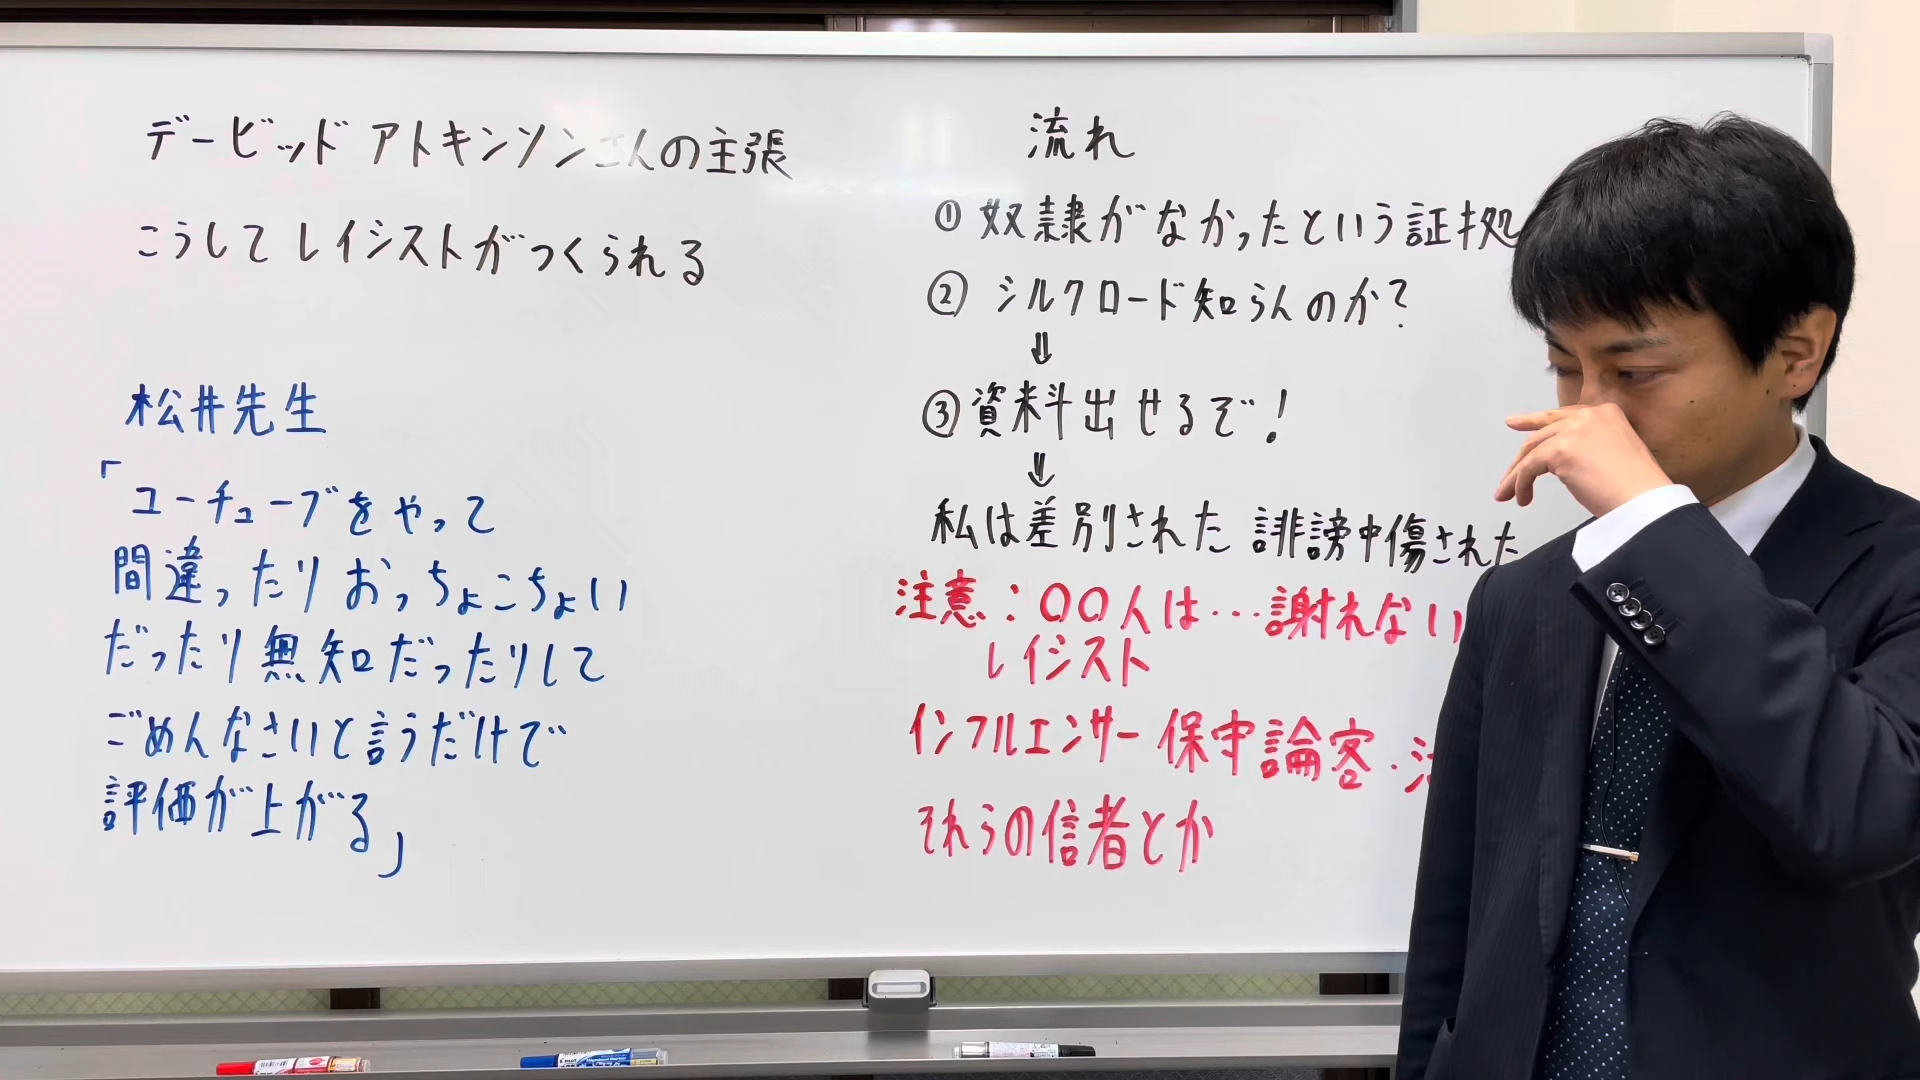 デービッド アトキンソンさんの主張
こうしてレイシストがつくられる
松井先生
「ユーチューブをやって
間違ったりおっちょこちょい
だったり無知だったりして
ごめんなさいと言うだけで
評価が上がる」
流れ
① 奴隷がなかったという証拠
② シルクロード知らんのか?
⇓
③ 資料出せるぞ!
⇓
私は差別された 誹謗中傷された
注意:〇〇人は…謝れない
レイシスト
インフルエンサー 保守論客・
それらの信者とか